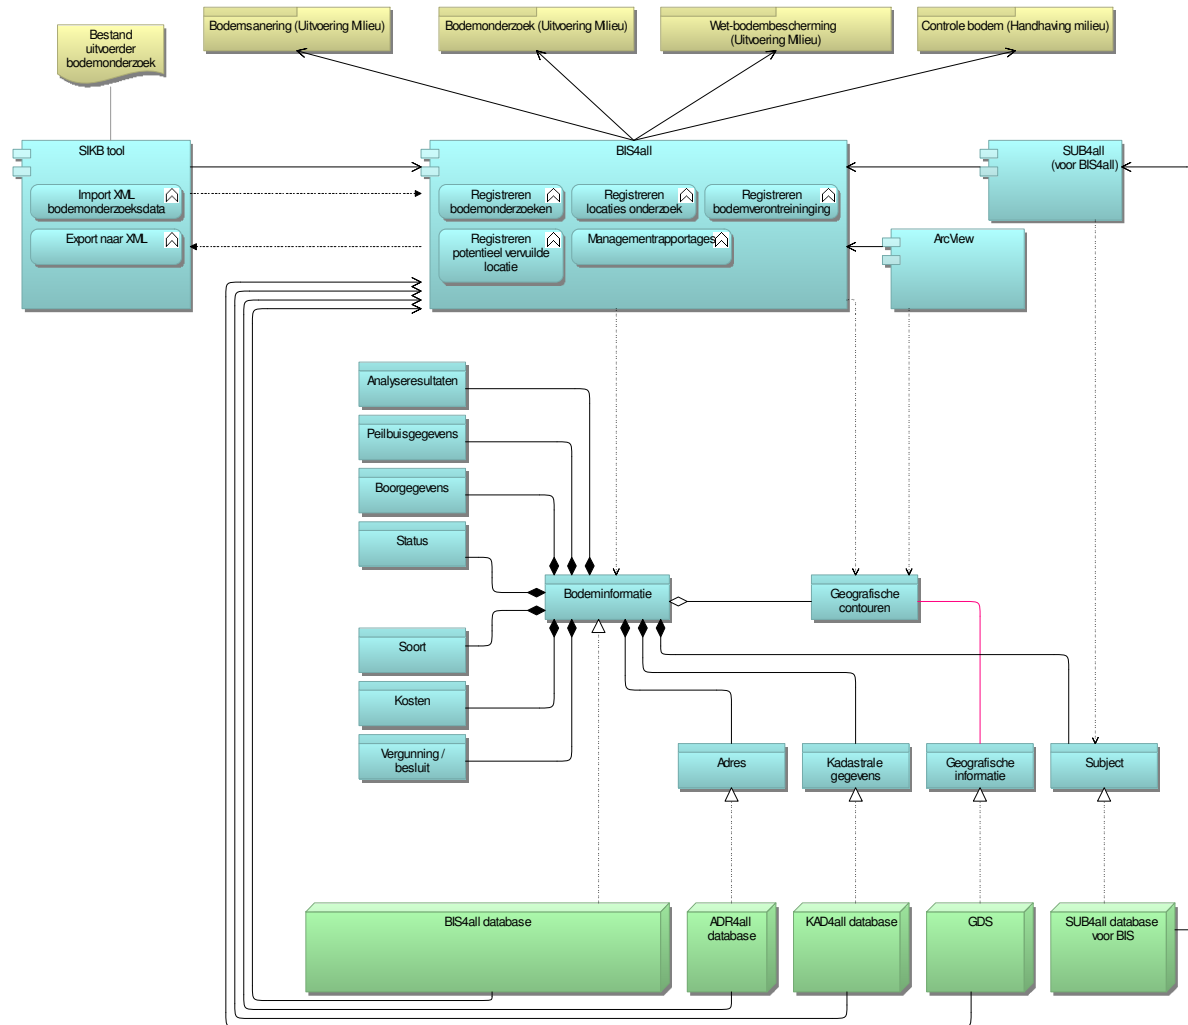 Bodemsanering (Uitvoering Milieu)
Bodemonderzoek (Uitvoering Milieu)
Wet-bodembescherming
(Uitvoering Milieu)
Controle bodem (Handhaving milieu)
Bestand
uitvoerder
bodemonderzoek
SIKB tool
Import XML
bodemonderzoeksdata
Export naar XML
BIS4all
Registreren
bodemonderzoeken
Registreren
locaties onderzoek
Registreren
bodemverontreininging
Registreren
potentieel vervuilde
locatie
Managementrapportages
SUB4all
(voor BIS4all)
ArcView
Analyseresultaten
Peilbuisgegevens
Boorgegevens
Status
Bodeminformatie
Geografische
contouren
Soort
Kosten
Vergunning /
besluit
Adres
Kadastrale
gegevens
Geografische
informatie
Subject
BIS4all database
ADR4all
database
KAD4all database
GDS
SUB4all database
voor BIS